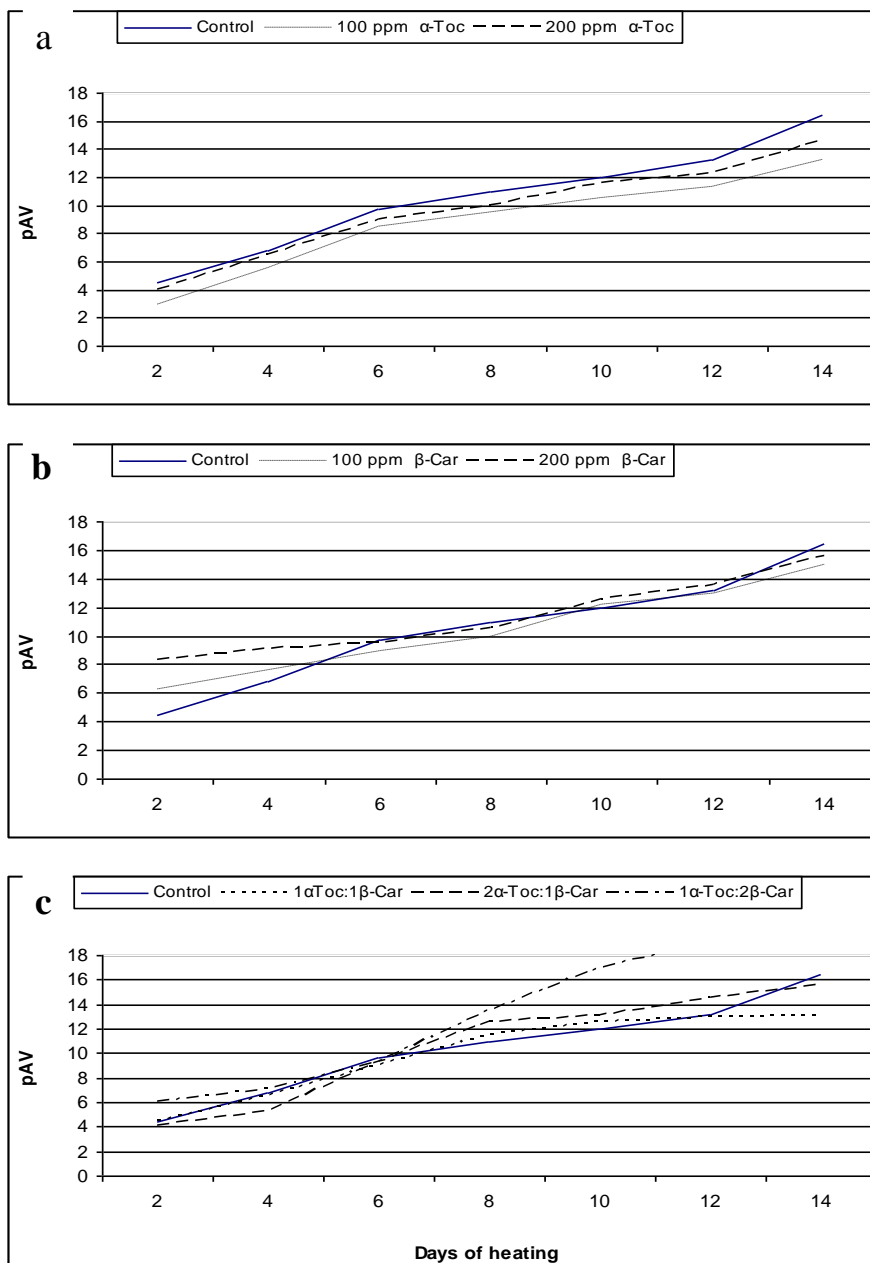 a
Control 100 ppm α-Toc 200 ppm α-Toc
18
16
14
12
10
8
6
4
2
0
pAV
2 4 6 8 10 12 14
b
Control 100 ppm β-Car 200 ppm β-Car
18
16
14
12
10
8
6
4
2
0
pAV
2 4 6 8 10 12 14
c
Control 1αToc:1β-Car 2α-Toc:1β-Car 1α-Toc:2β-Car
18
16
14
12
10
8
6
4
2
0
pAV
2 4 6 8 10 12 14
Days of heating